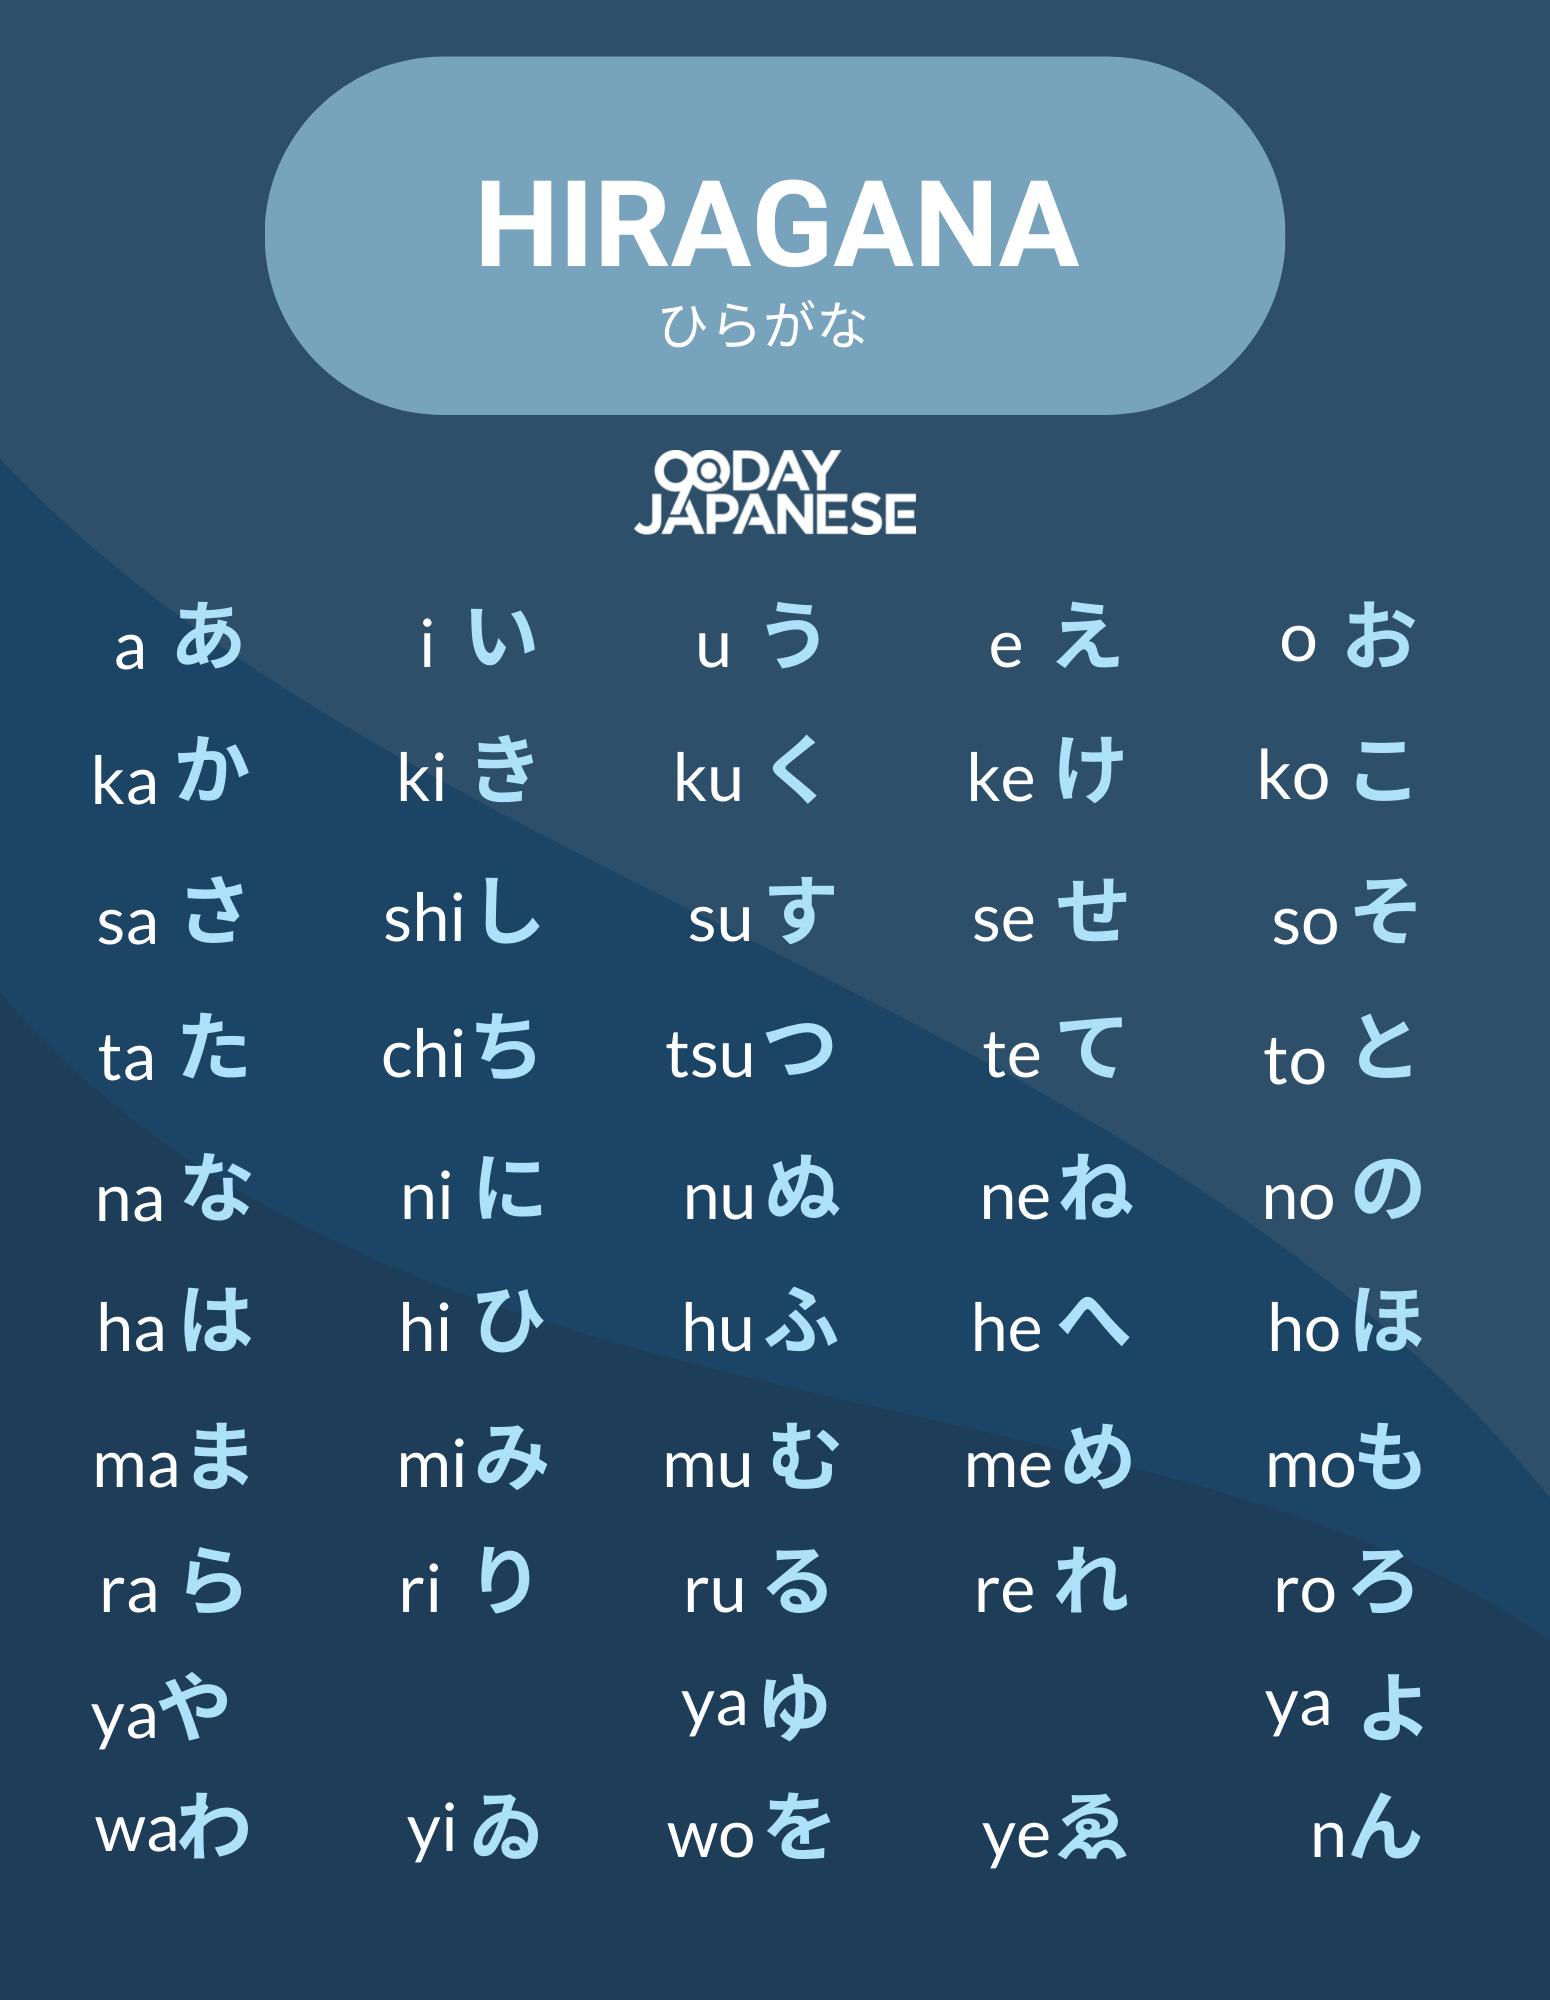 HIRAGANA
ひらがな
90DAY
JAPANESE
a あ i い u う e え o お
ka か ki き ku く ke け ko こ
sa さ shi し su す se せ so そ
ta た chi ち tsu つ te て to と
na な ni に nu ぬ ne ね no の
ha は hi ひ hu ふ he へ ho ほ
ma ま mi み mu む me め mo も
ra ら ri り ru る re れ ro ろ
ya や ya ゆ ya よ
wa わ yi ゐ wo を ye ゑ n ん